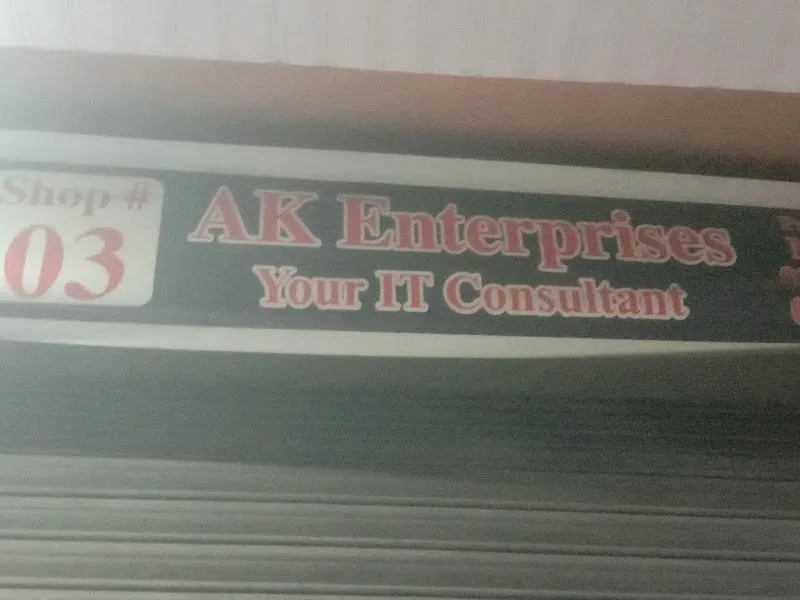 Shop #
03
AK Enterprises
Your IT Consultant